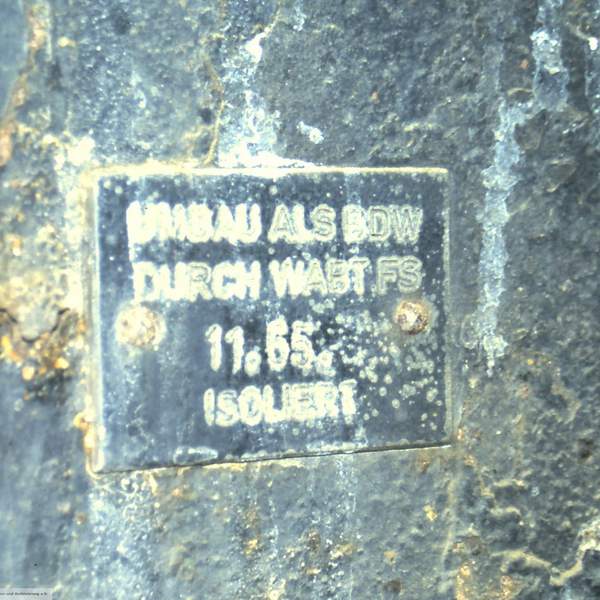 UMBAU ALS BDW
DURCH WABT FS
11.65.
ISOLIERT